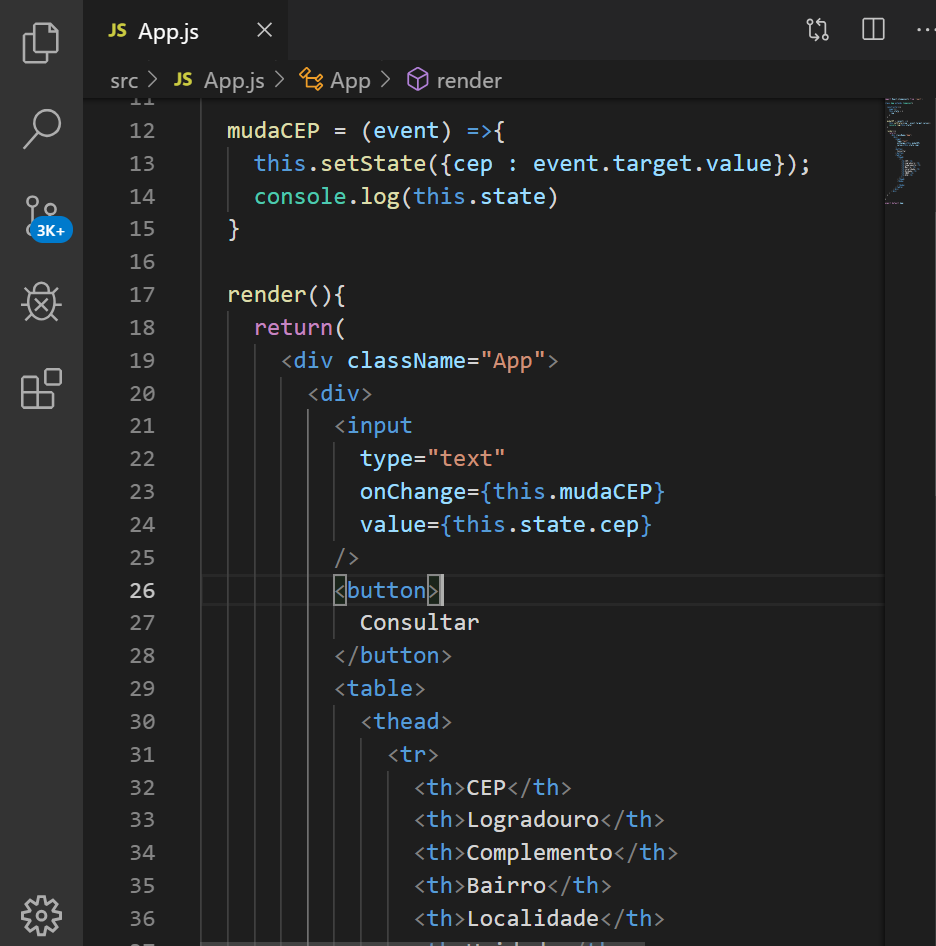 JS App.js
src > JS App.js > App > render
11
12 mudaCEP = (event) =>{
13 this.setState({cep : event.target.value});
14 console.log(this.state)
15 }
16
17 render(){
18 return(
19 <div className="App">
20 <div>
21 <input
22 type="text"
23 onChange={this.mudaCEP}
24 value={this.state.cep}
25 />
26 <button>
27 Consultar
28 </button>
29 <table>
30 <thead>
31 <tr>
32 <th>CEP</th>
33 <th>Logradouro</th>
34 <th>Complemento</th>
35 <th>Bairro</th>
36 <th>Localidade</th>
3K+